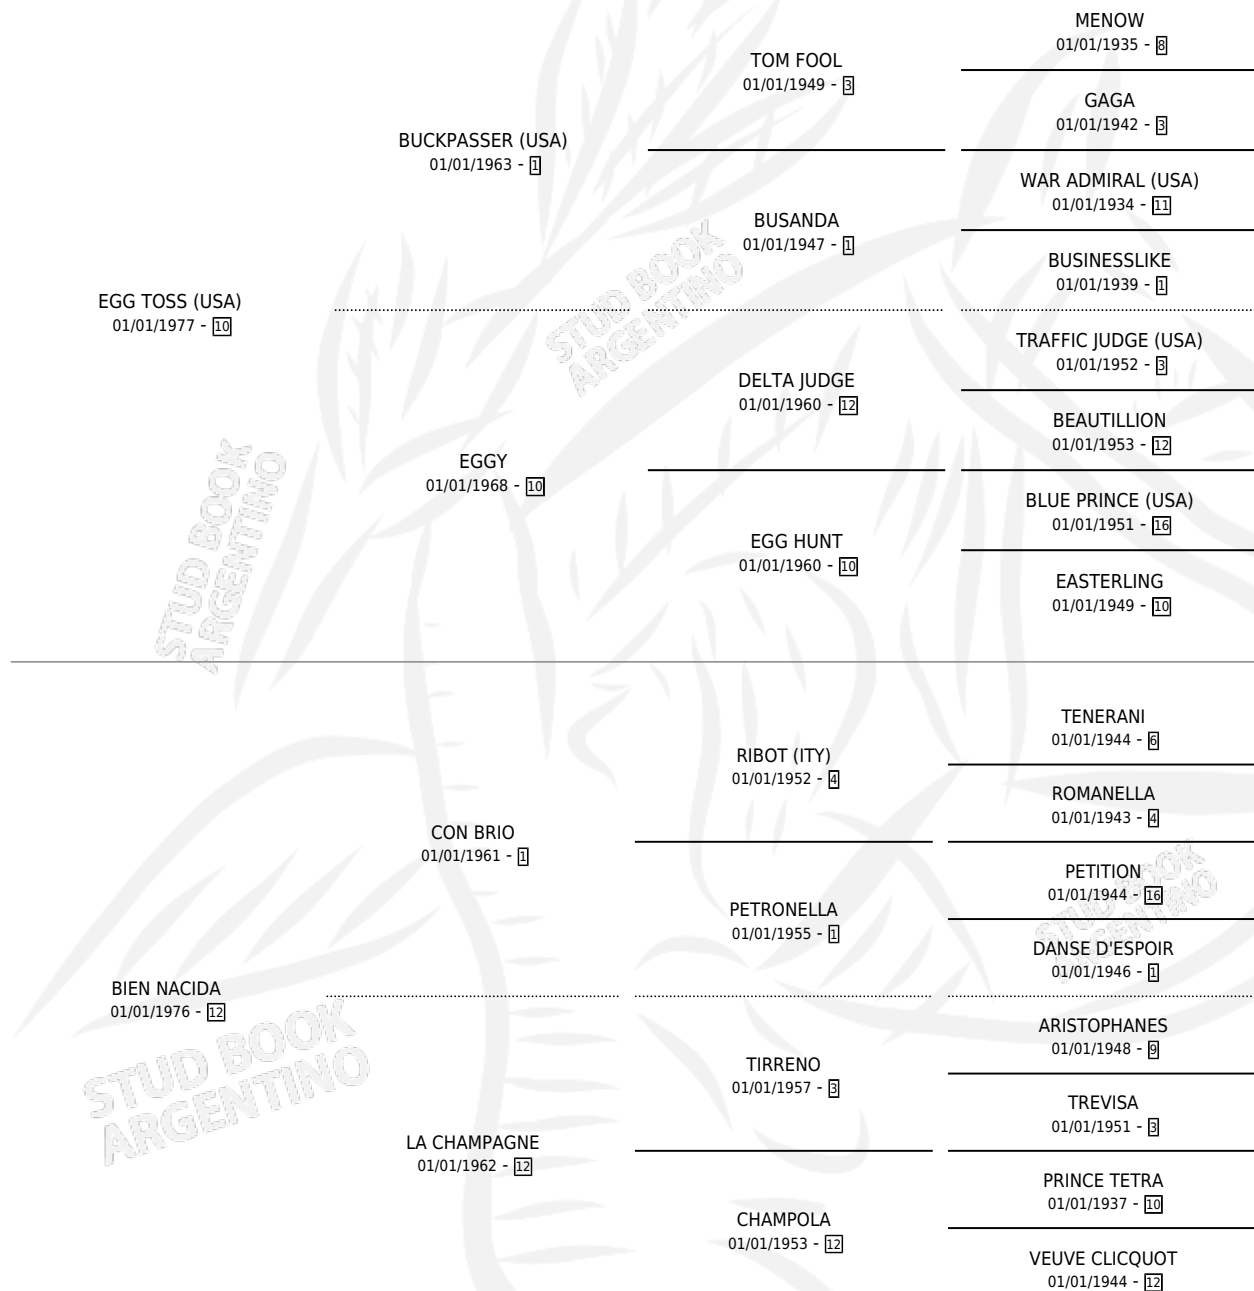 MENOW
01/01/1935 - 8
TOM FOOL
01/01/1949 - 3
GAGA
01/01/1942 - 3
BUCKPASSER (USA)
01/01/1963 - 1
WAR ADMIRAL (USA)
01/01/1934 - 11
BUSANDA
01/01/1947 - 1
BUSINESSLIKE
01/01/1939 - 1
EGG TOSS (USA)
01/01/1977 - 10
TRAFFIC JUDGE (USA)
01/01/1952 - 3
DELTA JUDGE
01/01/1960 - 12
BEAUTILLION
01/01/1953 - 12
EGGY
01/01/1968 - 10
BLUE PRINCE (USA)
01/01/1951 - 16
EGG HUNT
01/01/1960 - 10
EASTERLING
01/01/1949 - 10
TENERANI
01/01/1944 - 6
RIBOT (ITY)
01/01/1952 - 4
ROMANELLA
01/01/1943 - 4
CON BRIO
01/01/1961 - 1
PETITION
01/01/1944 - 16
PETRONELLA
01/01/1955 - 1
DANSE D'ESPOIR
01/01/1946 - 1
BIEN NACIDA
01/01/1976 - 12
ARISTOPHANES
01/01/1948 - 9
TIRRENO
01/01/1957 - 3
TREVISA
01/01/1951 - 3
LA CHAMPAGNE
01/01/1962 - 12
PRINCE TETRA
01/01/1937 - 10
CHAMPOLA
01/01/1953 - 12
VEUVE CLICQUOT
01/01/1944 - 12
STUD BOOK
ARGENTINO
STUD BOOK
ARGENTINO
STUD BOOK
ARGENTINO
STUD BOOK
ARGENTINO